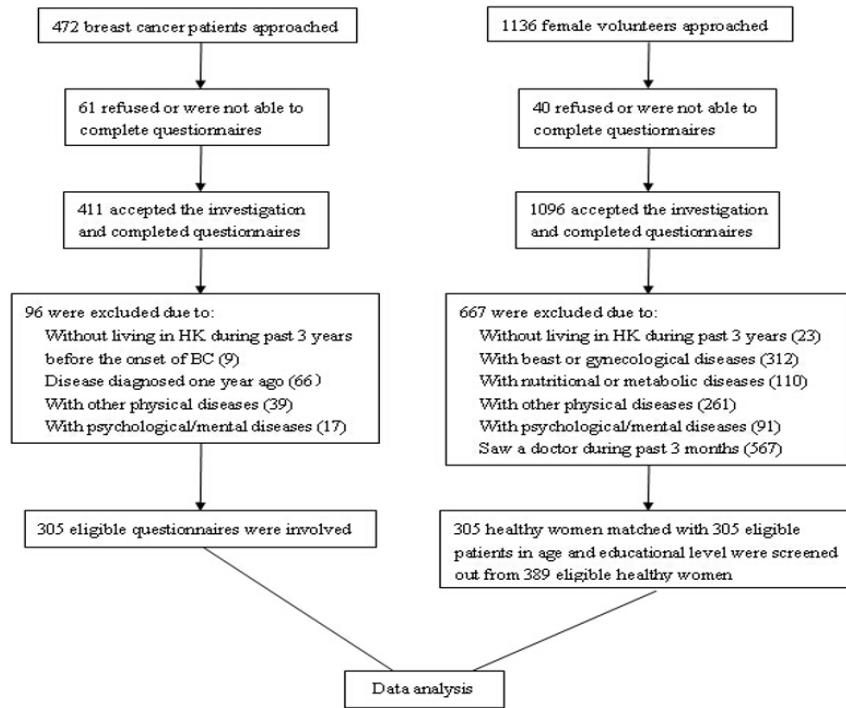 472 breast cancer patients approached
1136 female volunteers approached
61 refused or were not able to
complete questionnaires
40 refused or were not able to
complete questionnaires
411 accepted the investigation
and completed questionnaires
1096 accepted the investigation
and completed questionnaires
96 were excluded due to:
Without living in HK during past 3 years
before the onset of BC (9)
Disease diagnosed one year ago (66)
With other physical diseases (39)
With psychological/mental diseases (17)
667 were excluded due to:
Without living in HK during past 3 years (23)
With beast or gynecological diseases (312)
With nutritional or metabolic diseases (110)
With other physical diseases (261)
With psychological/mental diseases (91)
Saw a doctor during past 3 months (567)
305 eligible questionnaires were involved
305 healthy women matched with 305 eligible
patients in age and educational level were screened
out from 389 eligible healthy women
Data analysis